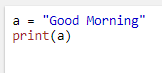 a = "Good Morning"
print(a)